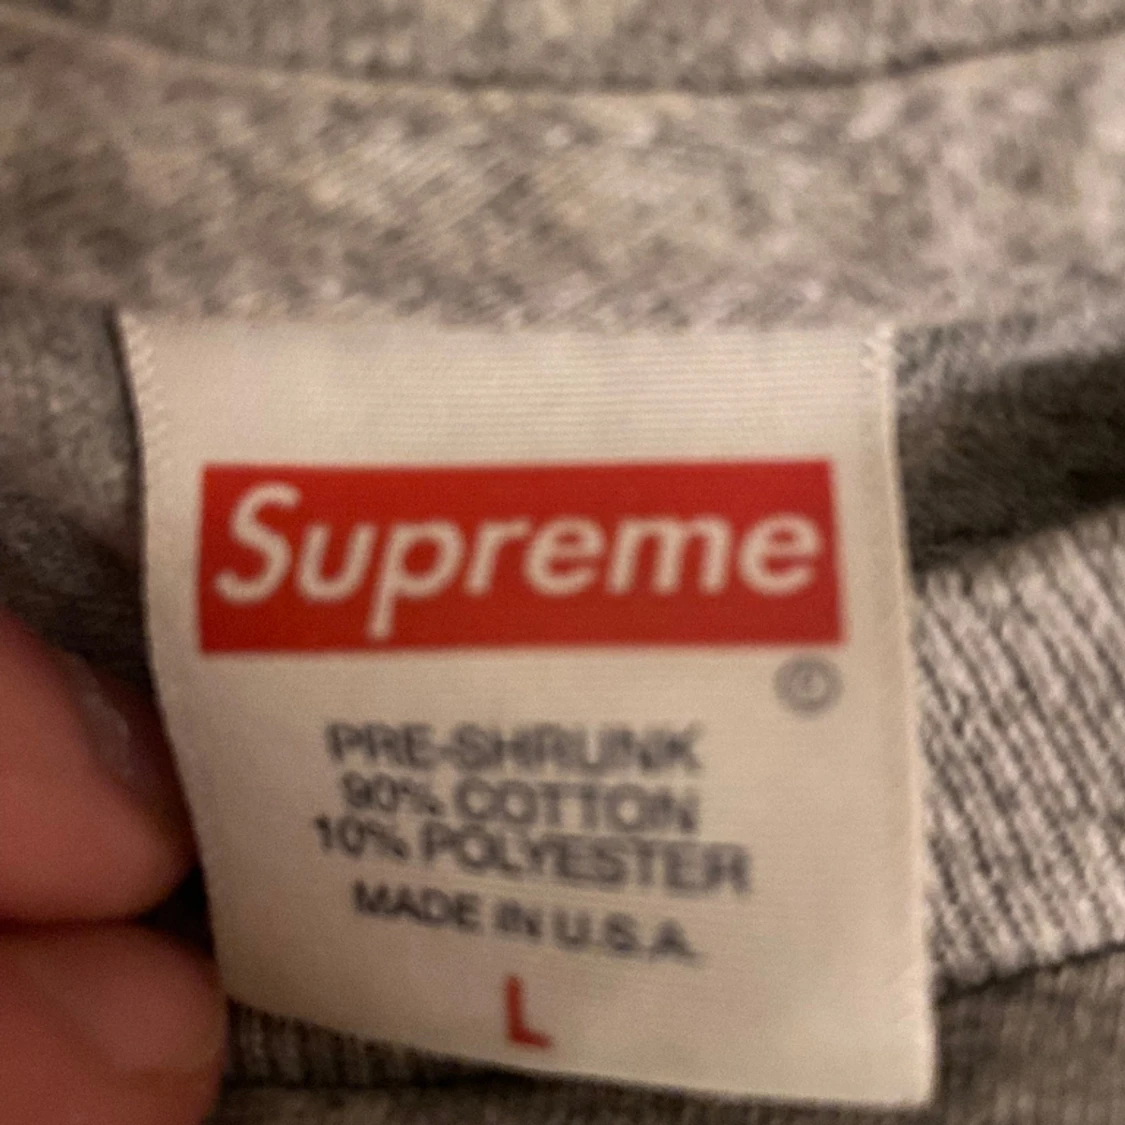 Supreme
PRE-SHRUNK
90% COTTON
10% POLYESTER
MADE IN U.S.A.
L